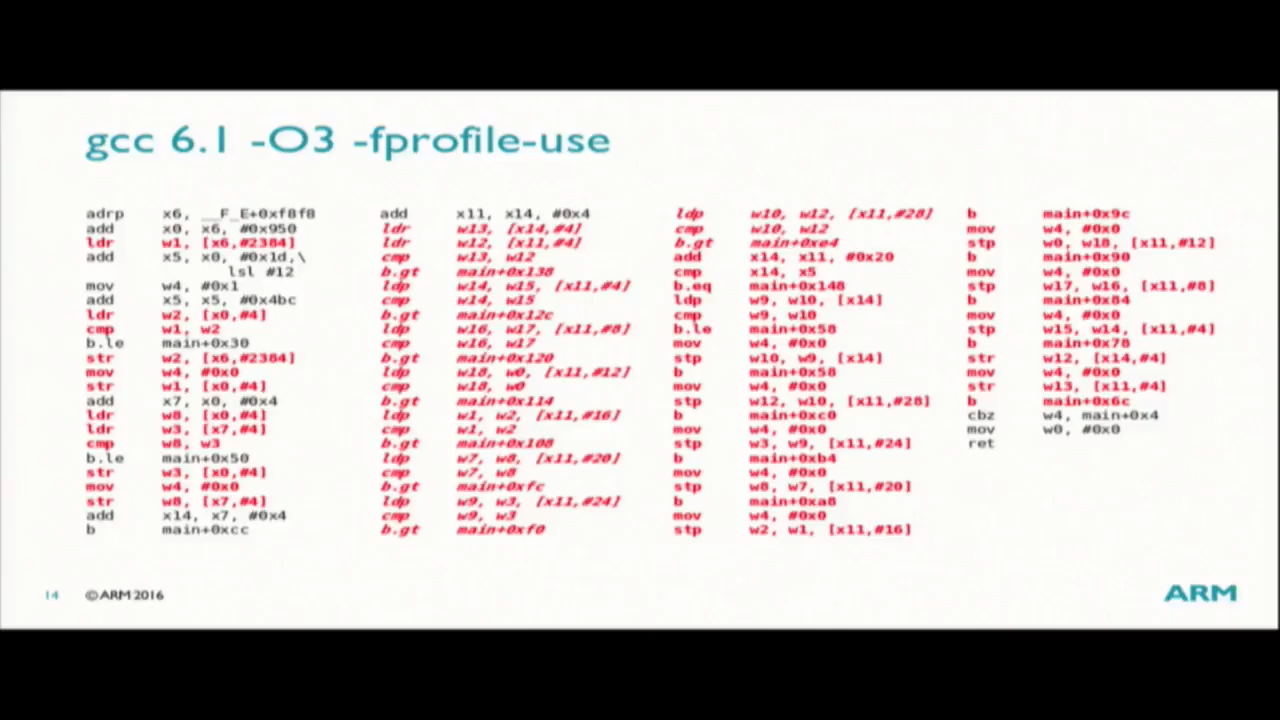 gcc 6.1 -O3 -fprofile-use
adrp x6, __F_E+0xf8f8
add x0, x6, #0x950
ldr w1, [x6,#2384]
add x5, x0, #0x1d,\
lsl #12
mov w4, #0x1
add x5, x5, #0x4bc
ldr w2, [x0,#4]
cmp w1, w2
b.le main+0x30
str w2, [x6,#2384]
mov w4, #0x0
str w1, [x0,#4]
add x7, x0, #0x4
ldr w8, [x0,#4]
ldr w3, [x7,#4]
cmp w8, w3
b.le main+0x50
str w3, [x0,#4]
mov w4, #0x0
str w8, [x7,#4]
add x14, x7, #0x4
b main+0xcc
add x11, x14, #0x4
ldr w13, [x14,#4]
ldr w12, [x11,#4]
cmp w13, w12
b.gt main+0x138
ldp w14, w15, [x11,#4]
cmp w14, w15
b.gt main+0x12c
ldp w16, w17, [x11,#8]
cmp w16, w17
b.gt main+0x120
ldp w18, w0, [x11,#12]
cmp w18, w0
b.gt main+0x114
ldp w1, w2, [x11,#16]
cmp w1, w2
b.gt main+0x108
ldp w7, w8, [x11,#20]
cmp w7, w8
b.gt main+0xfc
ldp w9, w3, [x11,#24]
cmp w9, w3
b.gt main+0xf0
ldp w10, w12, [x11,#28]
cmp w10, w12
b.gt main+0xe4
add x14, x11, #0x20
cmp x14, x5
b.eq main+0x148
ldp w9, w10, [x14]
cmp w9, w10
b.le main+0x58
mov w4, #0x0
stp w10, w9, [x14]
b main+0x58
mov w4, #0x0
stp w12, w10, [x11,#28]
b main+0xc0
mov w4, #0x0
stp w3, w9, [x11,#24]
b main+0xb4
mov w4, #0x0
stp w8, w7, [x11,#20]
b main+0xa8
mov w4, #0x0
stp w2, w1, [x11,#16]
b main+0x9c
mov w4, #0x0
stp w0, w18, [x11,#12]
b main+0x90
mov w4, #0x0
stp w17, w16, [x11,#8]
b main+0x84
mov w4, #0x0
stp w15, w14, [x11,#4]
b main+0x78
str w12, [x14,#4]
mov w4, #0x0
str w13, [x11,#4]
b main+0x6c
cbz w4, main+0x4
mov w0, #0x0
ret
14 ©ARM 2016
ARM